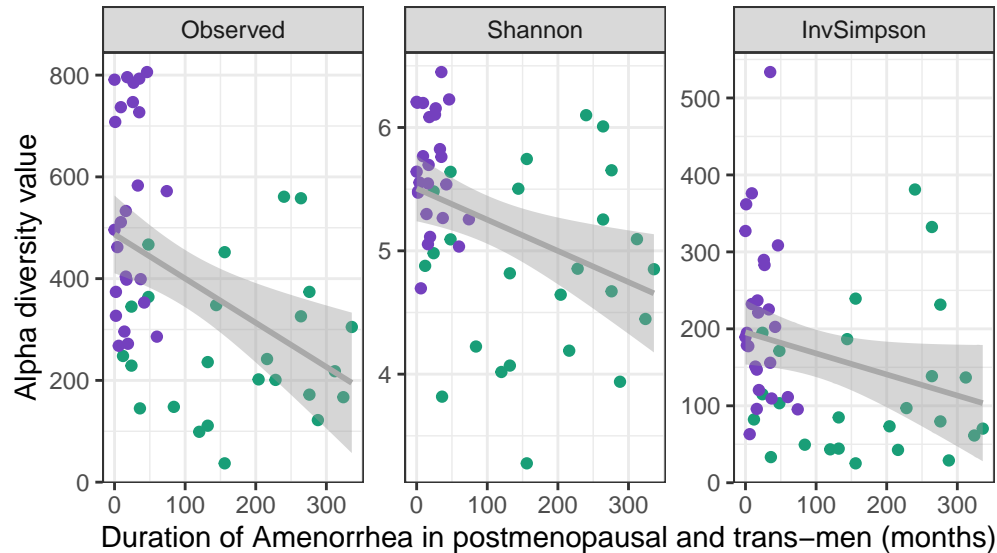 Observed
Shannon
InvSimpson
Alpha diversity value
800
600
400
200
0
6
5
4
500
400
300
200
100
0
0 100 200 300
0 100 200 300
0 100 200 300
Duration of Amenorrhea in postmenopausal and trans−men (months)